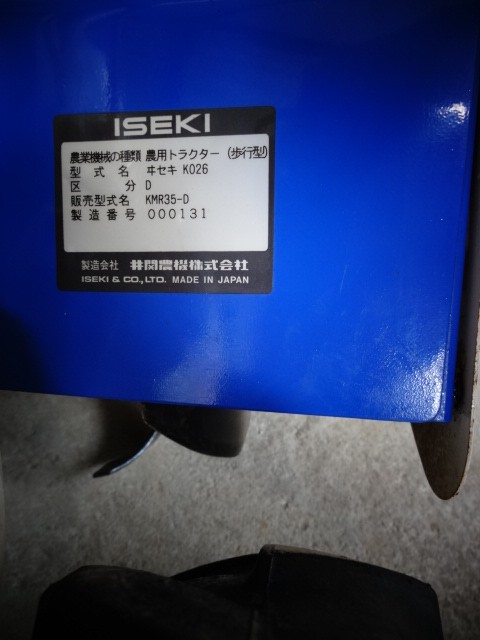 ISEKI
農業機械の種類 農用トラクター (歩行型)
型式名 ヰセキ K026
区分 D
販売型式名 KMR35-D
製造番号 000131
製造会社 井関農機株式会社
ISEKI & CO., LTD. MADE IN JAPAN